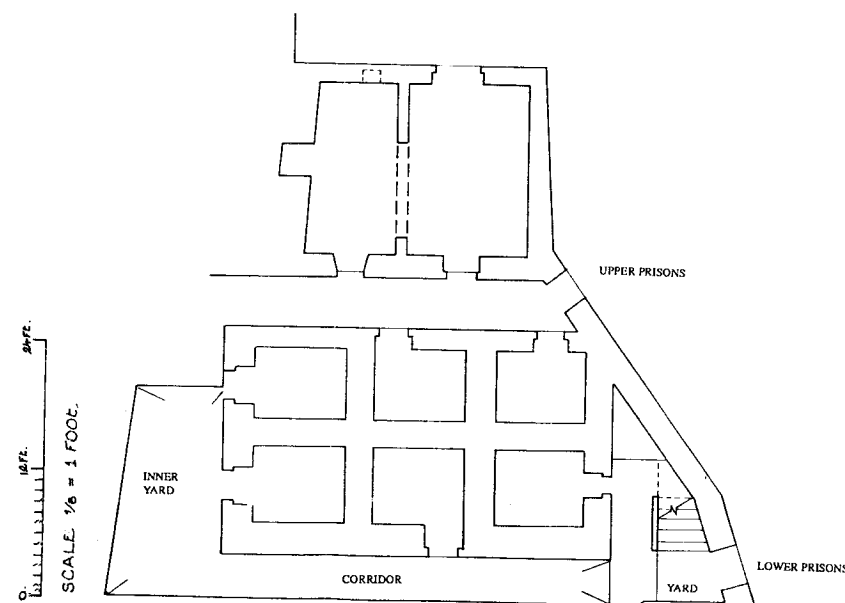 UPPER PRISONS
24 FT.
12 FT.
0.
SCALE 1/8 = 1 FOOT.
INNER
YARD
CORRIDOR
YARD
LOWER PRISONS
N